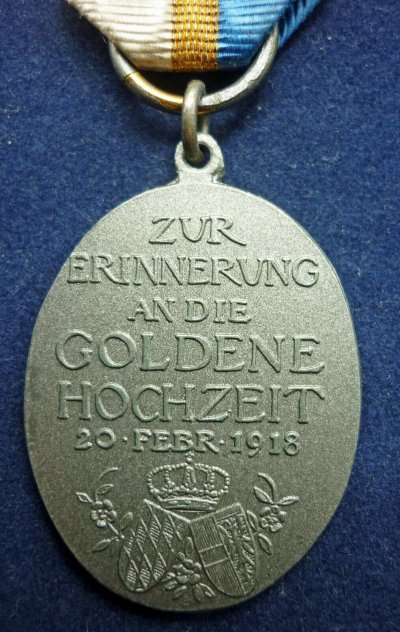 ZUR
ERINNERUNG
AN DIE
GOLDENE
HOCHZEIT
20·FEBR·1918